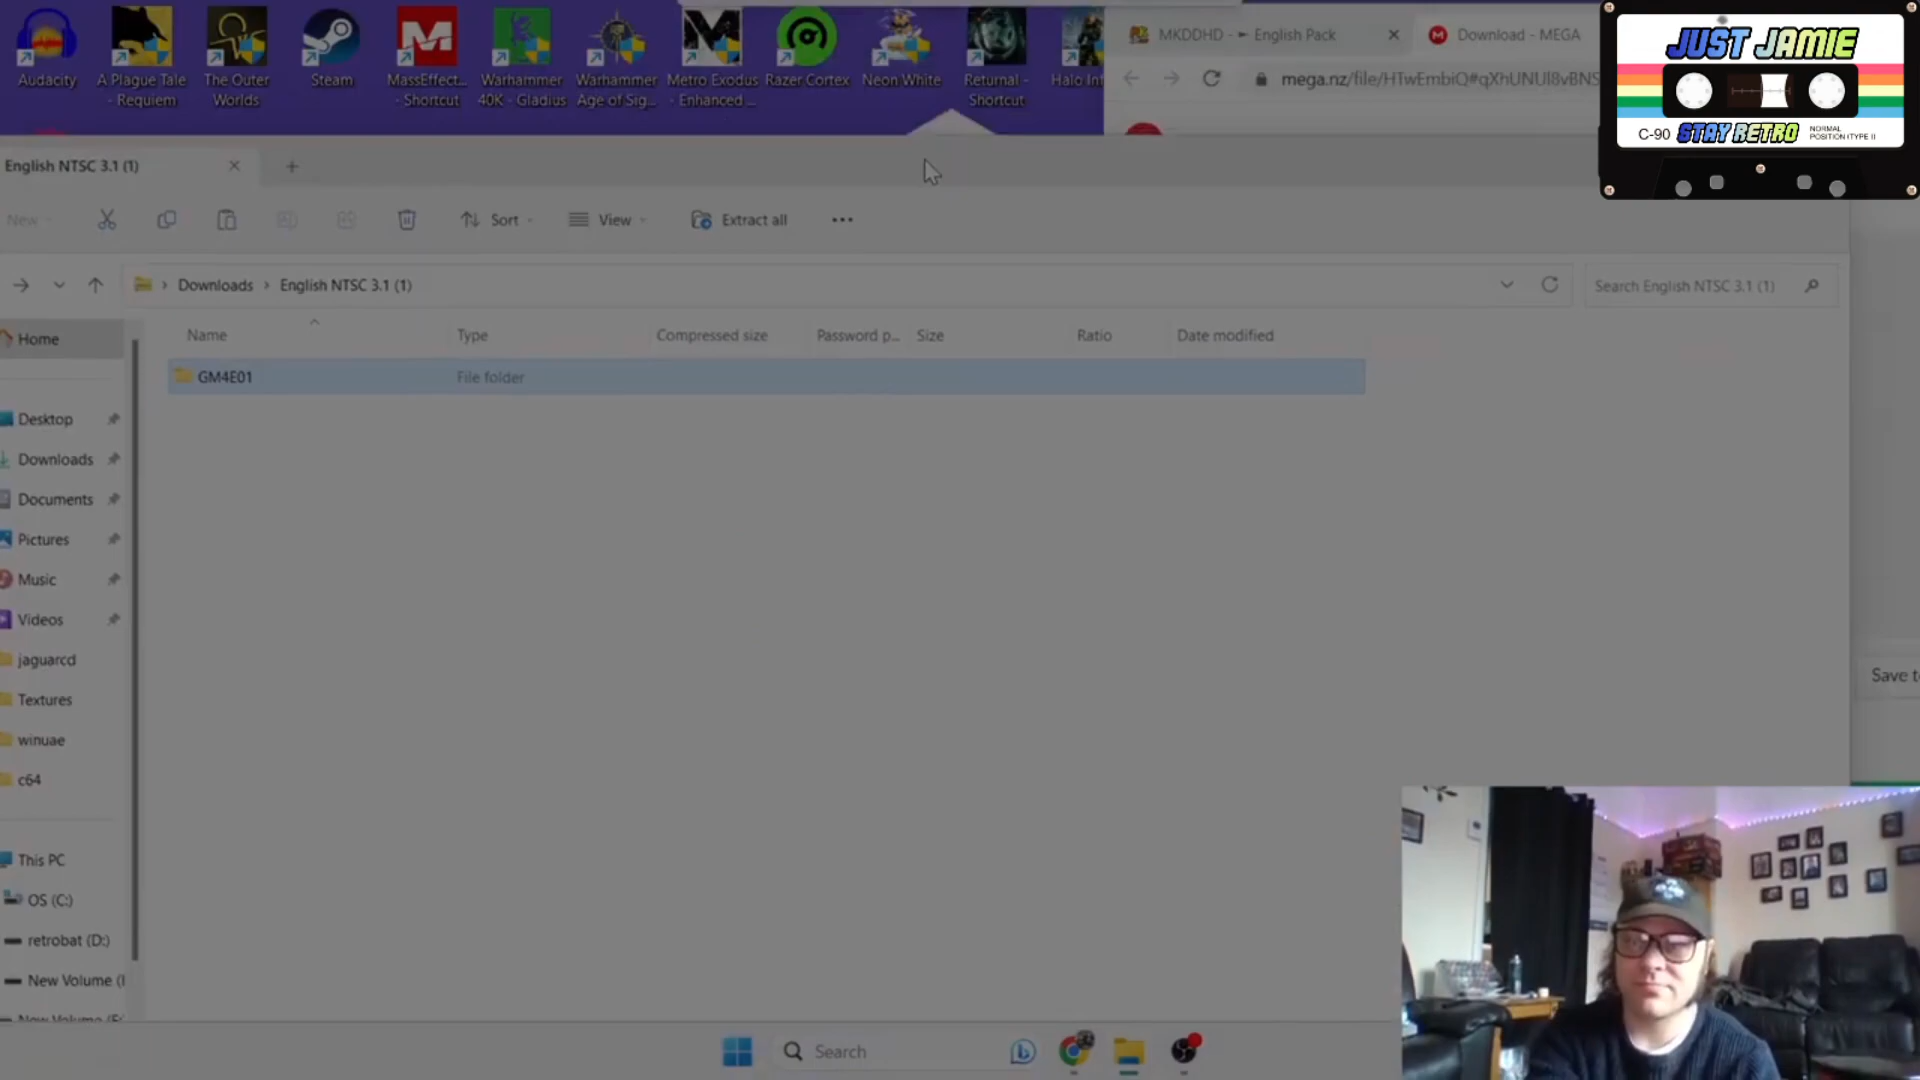 Audacity
A Plague Tale
- Requiem
The Outer
Worlds
Steam
MassEffect...
- Shortcut
Warhammer
40K - Gladius
Warhammer
Age of Sig...
Metro Exodus
- Enhanced ...
Razer Cortex
Neon White
Returnal -
Shortcut
Halo Inf
MKDDHD - ► English Pack
Download - MEGA
mega.nz/file/HTwEmbiQ#qXhUNUl8vBNS
JUST JAMIE
C-90 STAY RETRO NORMAL
POSITION (TYPE I)
English NTSC 3.1 (1)
New
Sort
View
Extract all
Downloads > English NTSC 3.1 (1)
Search English NTSC 3.1 (1)
Name Type Compressed size Password p... Size Ratio Date modified
GM4E01 File folder
Home
Desktop
Downloads
Documents
Pictures
Music
Videos
jaguarcd
Textures
winuae
c64
This PC
OS (C:)
retrobat (D:)
New Volume (
New Volume (F:
Save t
Search